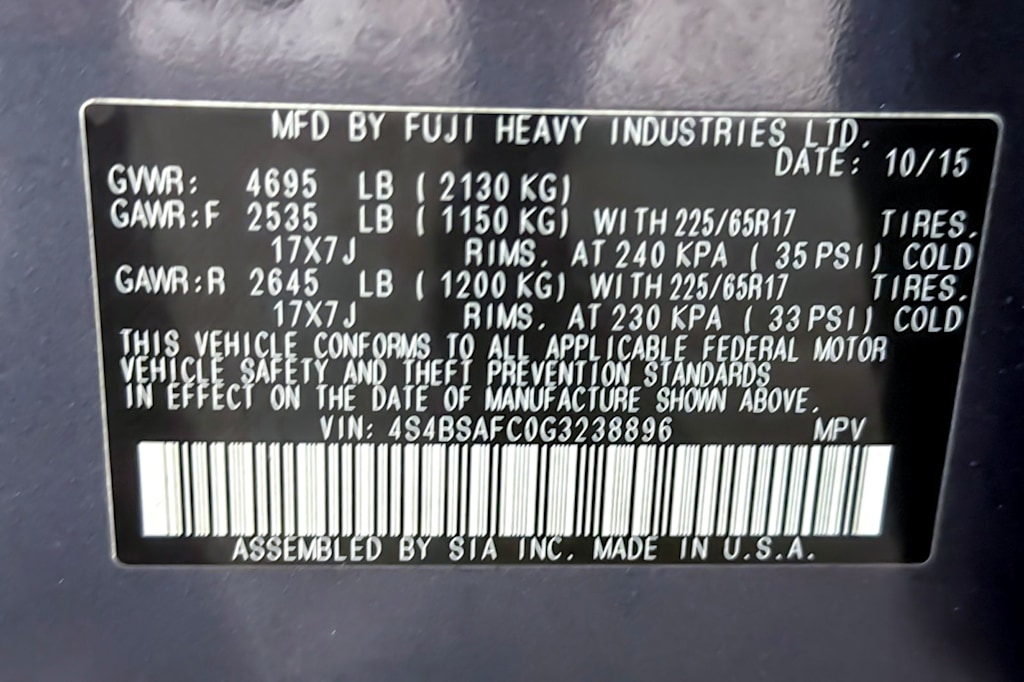 MFD BY FUJI HEAVY INDUSTRIES LTD.
DATE: 10/15
GVWR: 4695 LB ( 2130 KG)
GAWR:F 2535 LB ( 1150 KG) WITH 225/65R17 TIRES.
17X7J RIMS. AT 240 KPA ( 35 PSI) COLD
GAWR:R 2645 LB ( 1200 KG) WITH 225/65R17 TIRES.
17X7J RIMS. AT 230 KPA ( 33 PSI) COLD
THIS VEHICLE CONFORMS TO ALL APPLICABLE FEDERAL MOTOR
VEHICLE SAFETY AND THEFT PREVENTION STANDARDS
IN EFFECT ON THE DATE OF MANUFACTURE SHOWN ABOVE.
VIN: 4S4BSAFC0G3238896 MPV
ASSEMBLED BY SIA INC. MADE IN U.S.A.